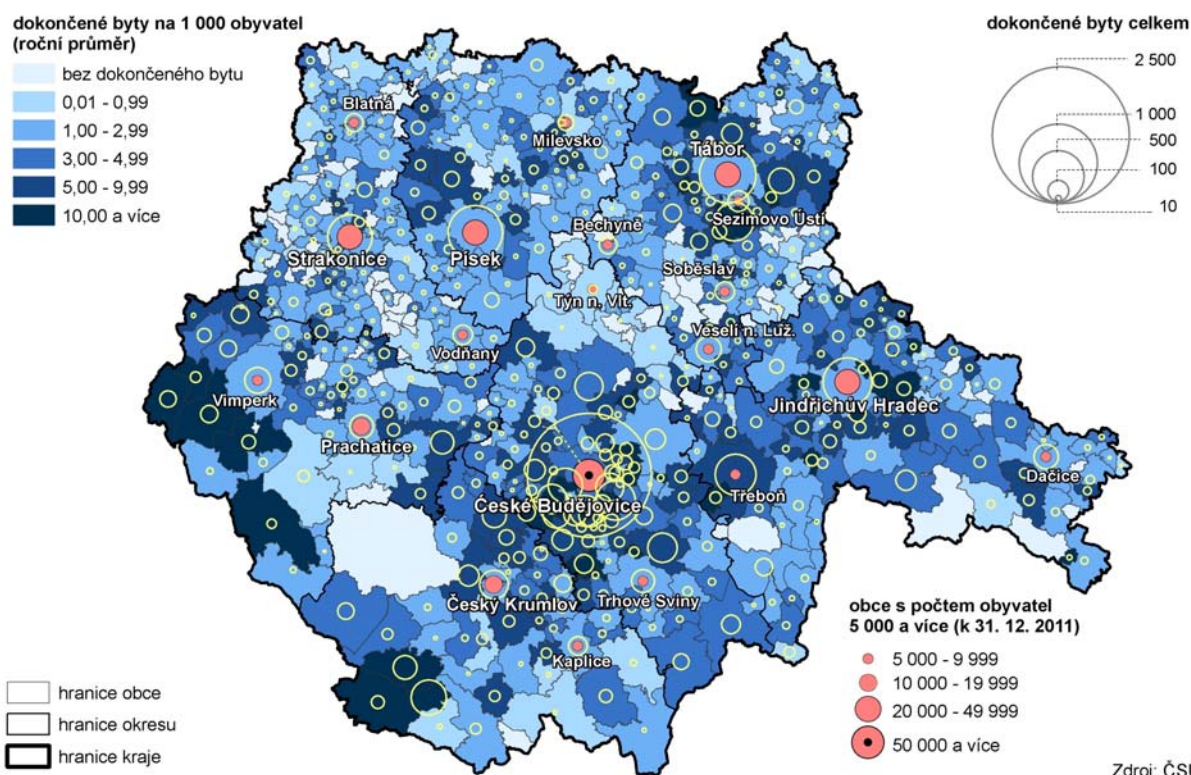 dokončené byty na 1 000 obyvatel
(roční průměr)
bez dokončeného bytu
0,01 - 0,99
1,00 - 2,99
3,00 - 4,99
5,00 - 9,99
10,00 a více
dokončené byty celkem
2 500
1 000
500
100
10
Blatná
Milevsko
Tábor
Sezimovo Ústí
Bechyně
Strakonice
Písek
Soběslav
Týn n. Vlt.
Veselí n. Luž.
Vodňany
Vimperk
Jindřichův Hradec
Prachatice
Dačice
Třeboň
České Budějovice
Český Krumlov
Trhové Sviny
Kaplice
obce s počtem obyvatel
5 000 a více (k 31. 12. 2011)
5 000 - 9 999
10 000 - 19 999
20 000 - 49 999
50 000 a více
hranice obce
hranice okresu
hranice kraje
Zdroj: ČSÚ